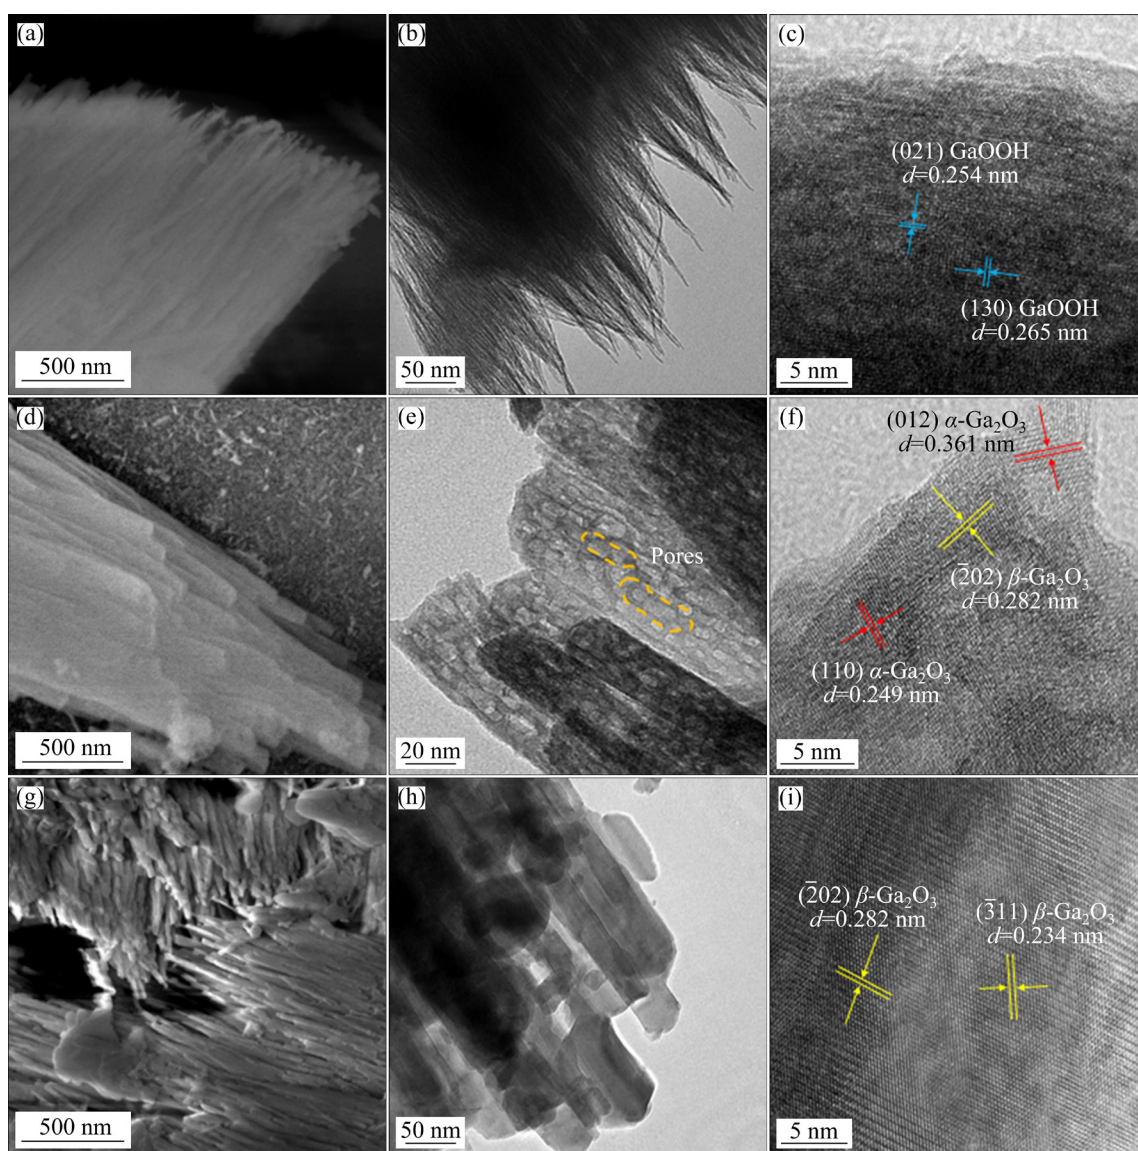 (a)
500 nm
(b)
50 nm
(c)
(021) GaOOH
d=0.254 nm
(130) GaOOH
d=0.265 nm
5 nm
(d)
500 nm
(e)
Pores
20 nm
(f)
(012) α-Ga₂O₃
d=0.361 nm
(2̅02) β-Ga₂O₃
d=0.282 nm
(110) α-Ga₂O₃
d=0.249 nm
5 nm
(g)
500 nm
(h)
50 nm
(i)
(2̅02) β-Ga₂O₃
d=0.282 nm
(3̅11) β-Ga₂O₃
d=0.234 nm
5 nm